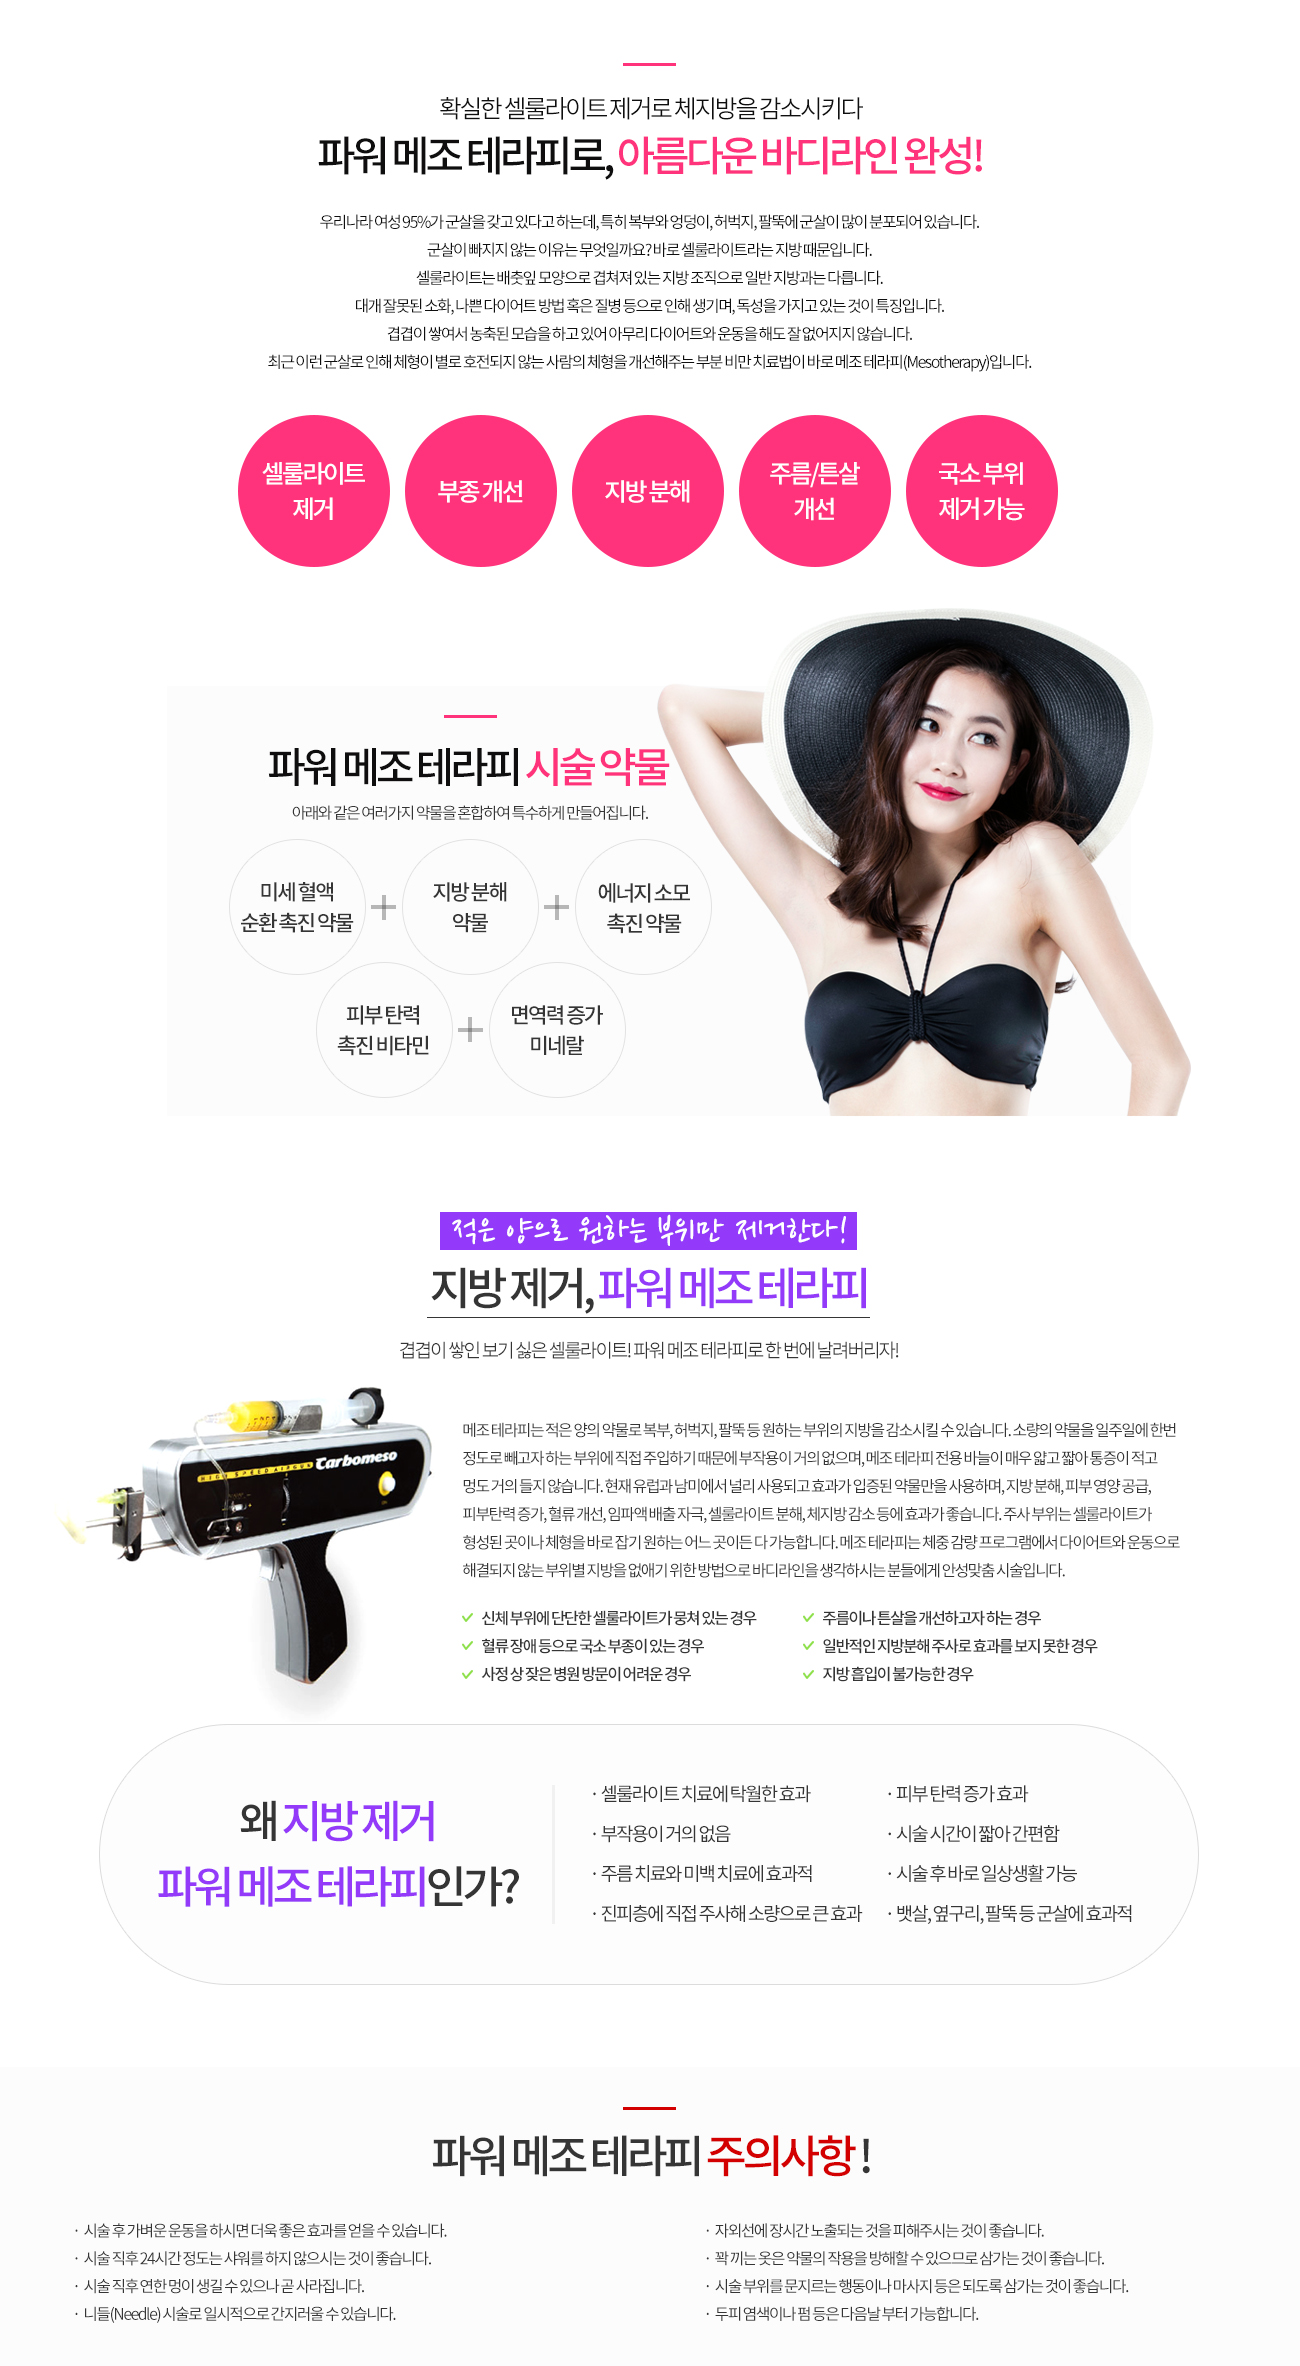 확실한 셀룰라이트 제거로 체지방을 감소시키다
파워 메조 테라피로, 아름다운 바디라인 완성!
우리나라 여성 95%가 군살을 갖고 있다고 하는데, 특히 복부와 엉덩이, 허벅지, 팔뚝에 군살이 많이 분포되어 있습니다.
군살이 빠지지 않는 이유는 무엇일까요? 바로 셀룰라이트라는 지방 때문입니다.
셀룰라이트는 배춧잎 모양으로 겹쳐져 있는 지방 조직으로 일반 지방과는 다릅니다.
대개 잘못된 소화, 나쁜 다이어트 방법 혹은 질병 등으로 인해 생기며, 독성을 가지고 있는 것이 특징입니다.
겹겹이 쌓여서 농축된 모습을 하고 있어 아무리 다이어트와 운동을 해도 잘 없어지지 않습니다.
최근 이런 군살로 인해 체형이 별로 호전되지 않는 사람의 체형을 개선해주는 부분 비만 치료법이 바로 메조 테라피(Mesotherapy)입니다.
셀룰라이트
제거
부종 개선
지방 분해
주름/튼살
개선
국소 부위
제거 가능
파워 메조 테라피 시술 약물
아래와 같은 여러가지 약물을 혼합하여 특수하게 만들어집니다.
미세 혈액
순환 촉진 약물
지방 분해
약물
에너지 소모
촉진 약물
피부 탄력
촉진 비타민
면역력 증가
미네랄
적은 양으로 원하는 부위만 제거한다!
지방 제거, 파워 메조 테라피
겹겹이 쌓인 보기 싫은 셀룰라이트! 파워 메조 테라피로 한 번에 날려버리자!
HIGH SPEED AIRGUN Carbomeso
메조 테라피는 적은 양의 약물로 복부, 허벅지, 팔뚝 등 원하는 부위의 지방을 감소시킬 수 있습니다. 소량의 약물을 일주일에 한번
정도로 빼고자 하는 부위에 직접 주입하기 때문에 부작용이 거의 없으며, 메조 테라피 전용 바늘이 매우 얇고 짧아 통증이 적고
멍도 거의 들지 않습니다. 현재 유럽과 남미에서 널리 사용되고 효과가 입증된 약물만을 사용하며, 지방 분해, 피부 영양 공급,
피부탄력 증가, 혈류 개선, 임파액 배출 자극, 셀룰라이트 분해, 체지방 감소 등에 효과가 좋습니다. 주사 부위는 셀룰라이트가
형성된 곳이나 체형을 바로 잡기 원하는 어느 곳이든 다 가능합니다. 메조 테라피는 체중 감량 프로그램에서 다이어트와 운동으로
해결되지 않는 부위별 지방을 없애기 위한 방법으로 바디라인을 생각하시는 분들에게 안성맞춤 시술입니다.
신체 부위에 단단한 셀룰라이트가 뭉쳐 있는 경우
혈류 장애 등으로 국소 부종이 있는 경우
사정 상 잦은 병원 방문이 어려운 경우
주름이나 튼살을 개선하고자 하는 경우
일반적인 지방분해 주사로 효과를 보지 못한 경우
지방 흡입이 불가능한 경우
왜 지방 제거
파워 메조 테라피인가?
· 셀룰라이트 치료에 탁월한 효과
· 부작용이 거의 없음
· 주름 치료와 미백 치료에 효과적
· 진피층에 직접 주사해 소량으로 큰 효과
· 피부 탄력 증가 효과
· 시술 시간이 짧아 간편함
· 시술 후 바로 일상생활 가능
· 뱃살, 옆구리, 팔뚝 등 군살에 효과적
파워 메조 테라피 주의사항 !
· 시술 후 가벼운 운동을 하시면 더욱 좋은 효과를 얻을 수 있습니다.
· 시술 직후 24시간 정도는 샤워를 하지 않으시는 것이 좋습니다.
· 시술 직후 연한 멍이 생길 수 있으나 곧 사라집니다.
· 니들(Needle) 시술로 일시적으로 간지러울 수 있습니다.
· 자외선에 장시간 노출되는 것을 피해주시는 것이 좋습니다.
· 꽉 끼는 옷은 약물의 작용을 방해할 수 있으므로 삼가는 것이 좋습니다.
· 시술 부위를 문지르는 행동이나 마사지 등은 되도록 삼가는 것이 좋습니다.
· 두피 염색이나 펌 등은 다음날 부터 가능합니다.